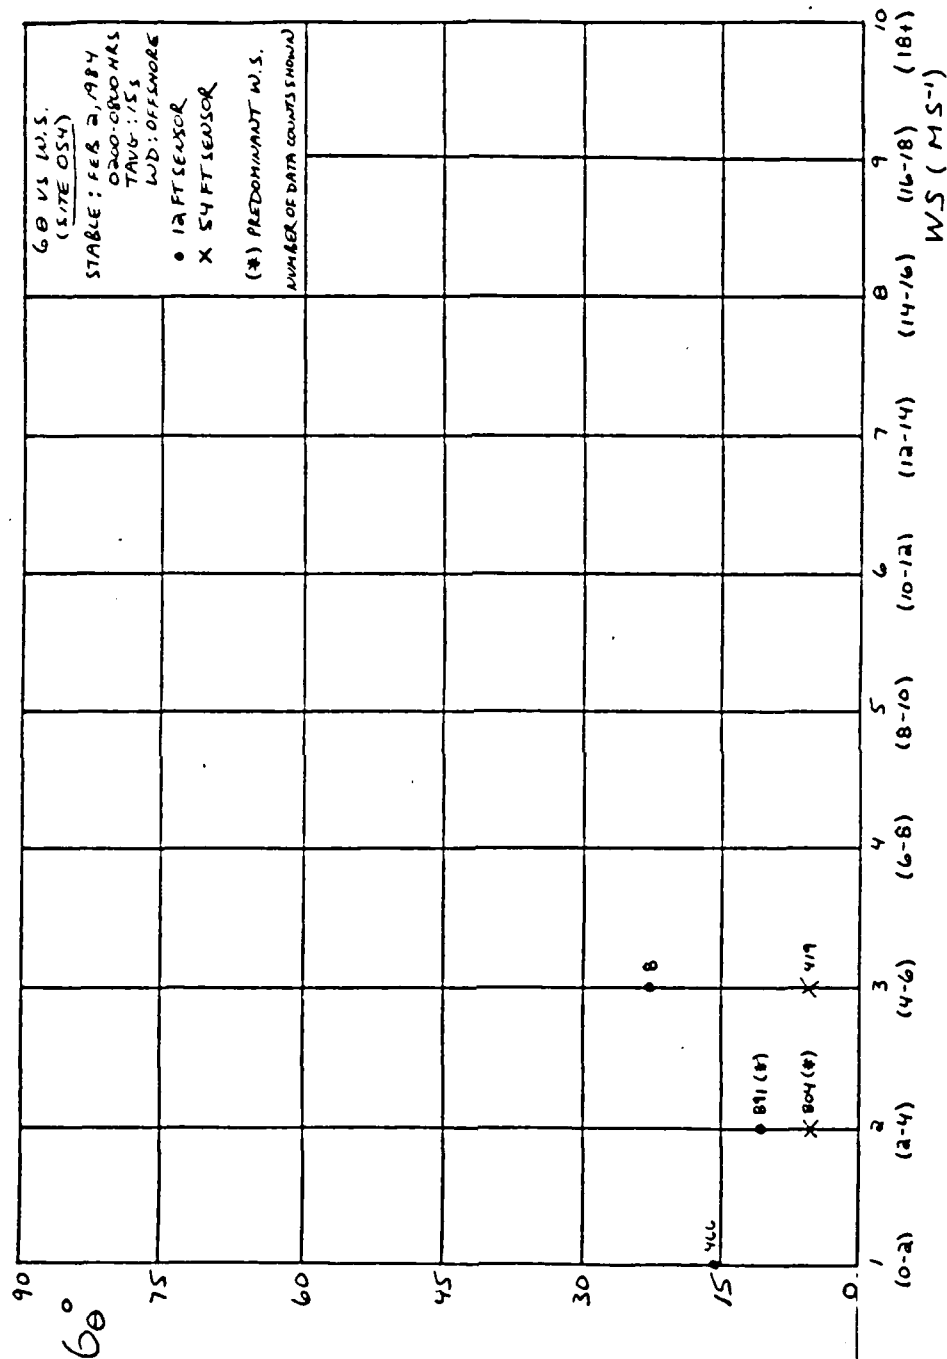 σθ VS W.S.
(SITE 054)
STABLE: FEB 2, 1984
0200-0800 HRS
TAVG: 15 s
WD: OFFSHORE
• 12 FT SENSOR
X 54 FT SENSOR
(*) PREDOMINANT W.S.
NUMBER OF DATA COUNTS SHOWN
σθ°
90
75
60
45
30
15
0
466
891 (*)
804 (*)
8
419
1 2 3 4 5 6 7 8 9 10
(0-2) (2-4) (4-6) (6-8) (8-10) (10-12) (12-14) (14-16) (16-18) (18+)
WS (MS-1)